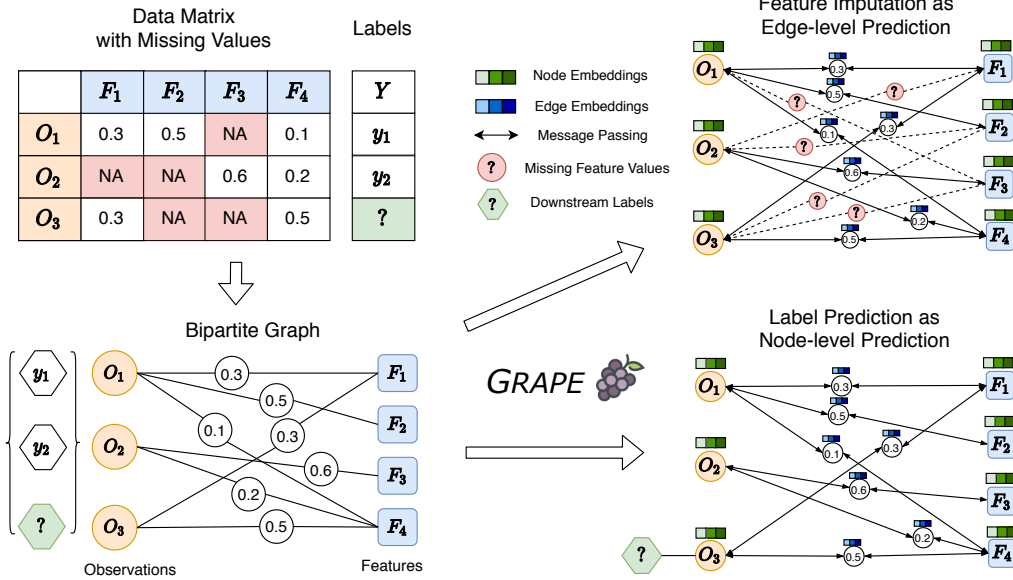 Data Matrix
with Missing Values
Labels
F1 F2 F3 F4 Y
O1 0.3 0.5 NA 0.1 y1
O2 NA NA 0.6 0.2 y2
O3 0.3 NA NA 0.5 ?
Node Embeddings
Edge Embeddings
Message Passing
? Missing Feature Values
? Downstream Labels
Feature Imputation as
Edge-level Prediction
O1 0.3 F1
0.5
? ?
0.1 0.3 F2
O2 ?
0.6 F3
? ?
0.2
O3 0.5 F4
Bipartite Graph
y1 O1 0.3 F1
0.5
0.1 0.3 F2
y2 O2
0.6 F3
0.2
? O3 0.5 F4
Observations
Features
GRAPE
Label Prediction as
Node-level Prediction
O1 0.3 F1
0.5
0.1 0.3 F2
O2
0.6 F3
0.2
? O3 0.5 F4